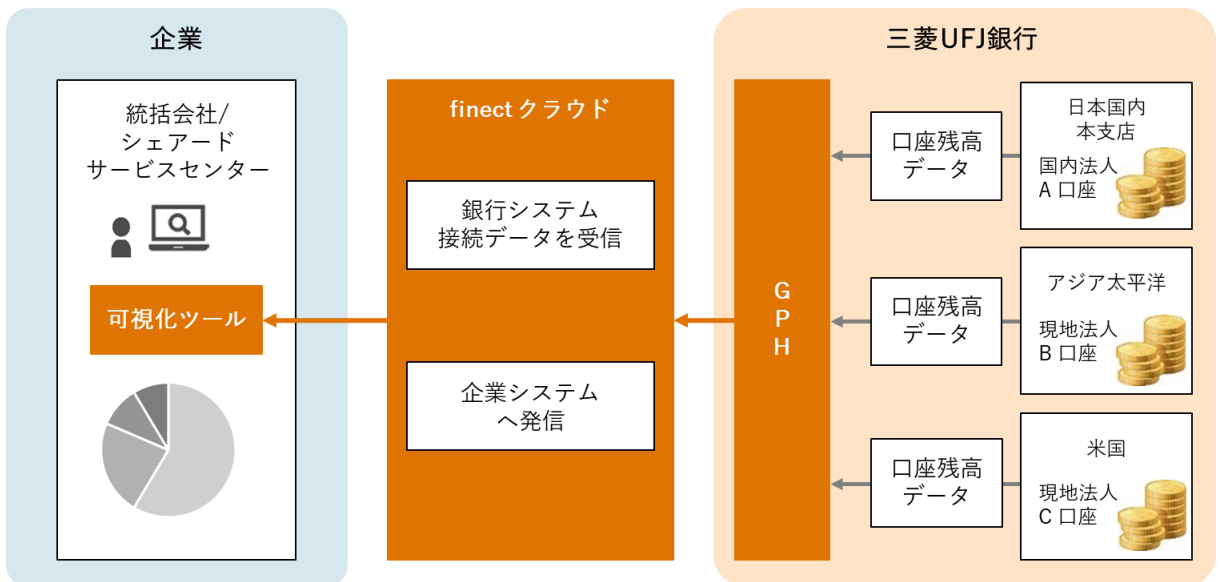 企業
統括会社/
シェアード
サービスセンター
可視化ツール
finect クラウド
銀行システム
接続データを受信
企業システム
へ発信
三菱UFJ銀行
G
P
H
口座残高
データ
日本国内
本支店
国内法人
A 口座
口座残高
データ
アジア太平洋
現地法人
B 口座
口座残高
データ
米国
現地法人
C 口座